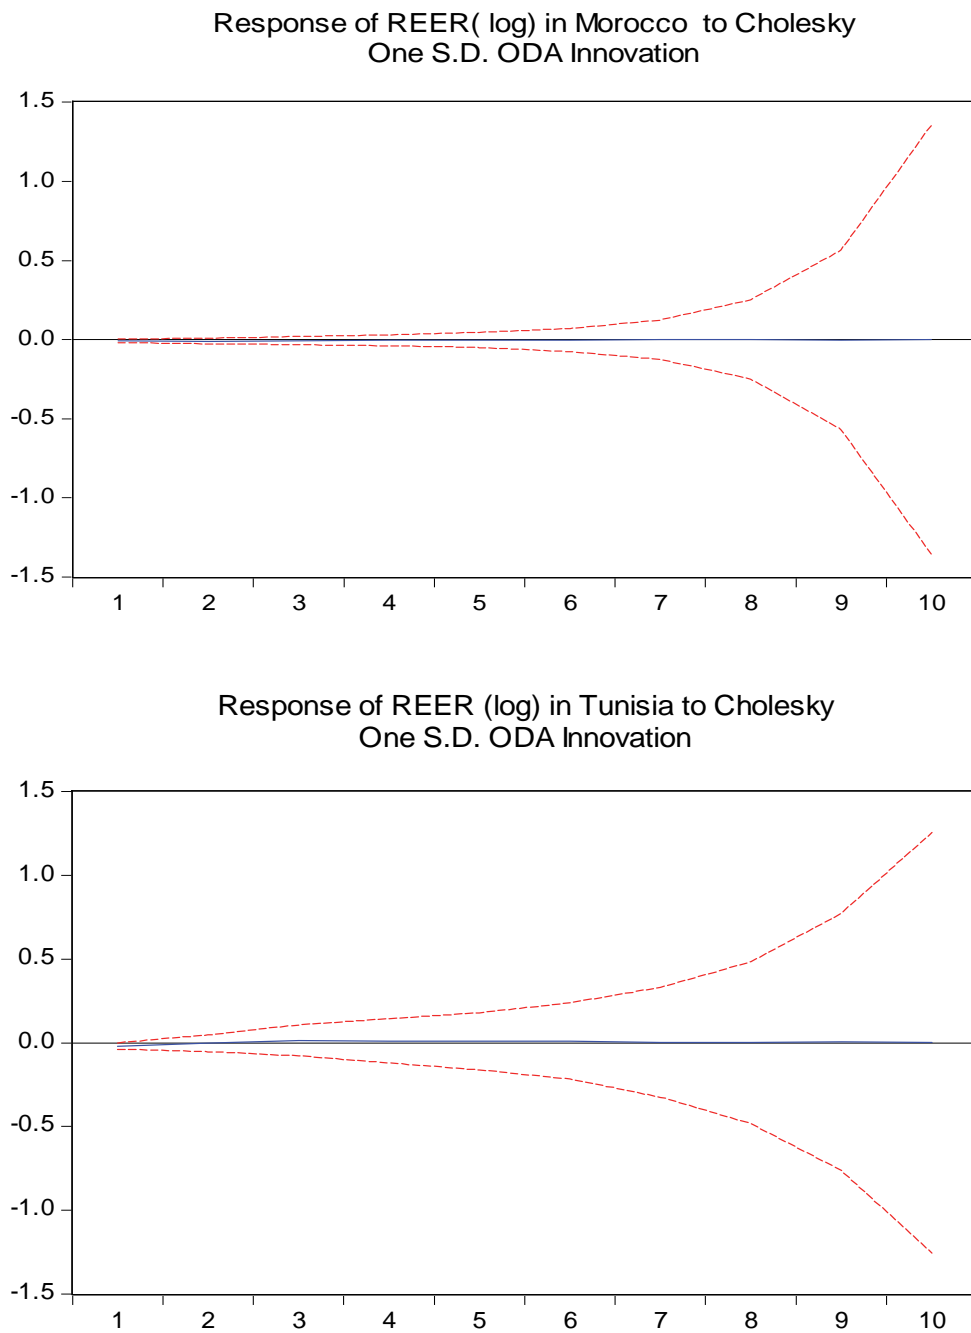 Response of REER( log) in Morocco to Cholesky
One S.D. ODA Innovation
1.5
1.0
0.5
0.0
-0.5
-1.0
-1.5
1 2 3 4 5 6 7 8 9 10
Response of REER (log) in Tunisia to Cholesky
One S.D. ODA Innovation
1.5
1.0
0.5
0.0
-0.5
-1.0
-1.5
1 2 3 4 5 6 7 8 9 10